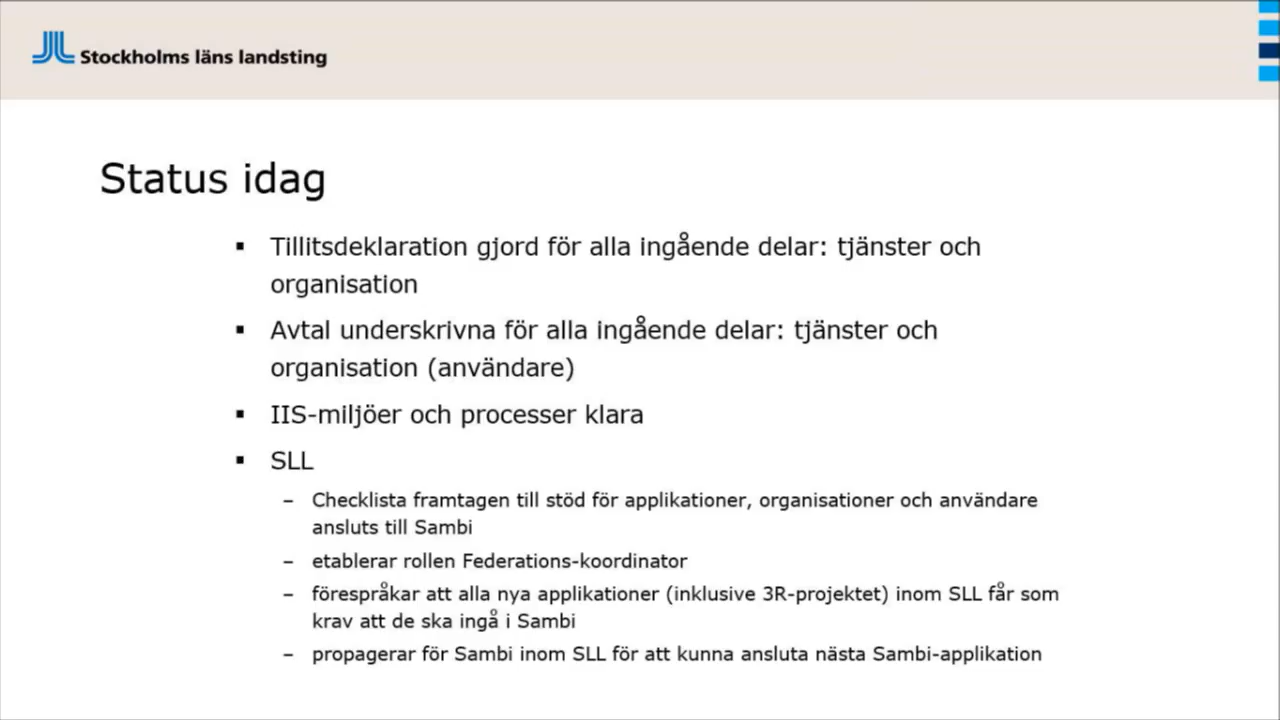 Stockholms läns landsting
Status idag
▪ Tillitsdeklaration gjord för alla ingående delar: tjänster och
organisation
▪ Avtal underskrivna för alla ingående delar: tjänster och
organisation (användare)
▪ IIS-miljöer och processer klara
▪ SLL
– Checklista framtagen till stöd för applikationer, organisationer och användare
ansluts till Sambi
– etablerar rollen Federations-koordinator
– förespråkar att alla nya applikationer (inklusive 3R-projektet) inom SLL får som
krav att de ska ingå i Sambi
– propagerar för Sambi inom SLL för att kunna ansluta nästa Sambi-applikation